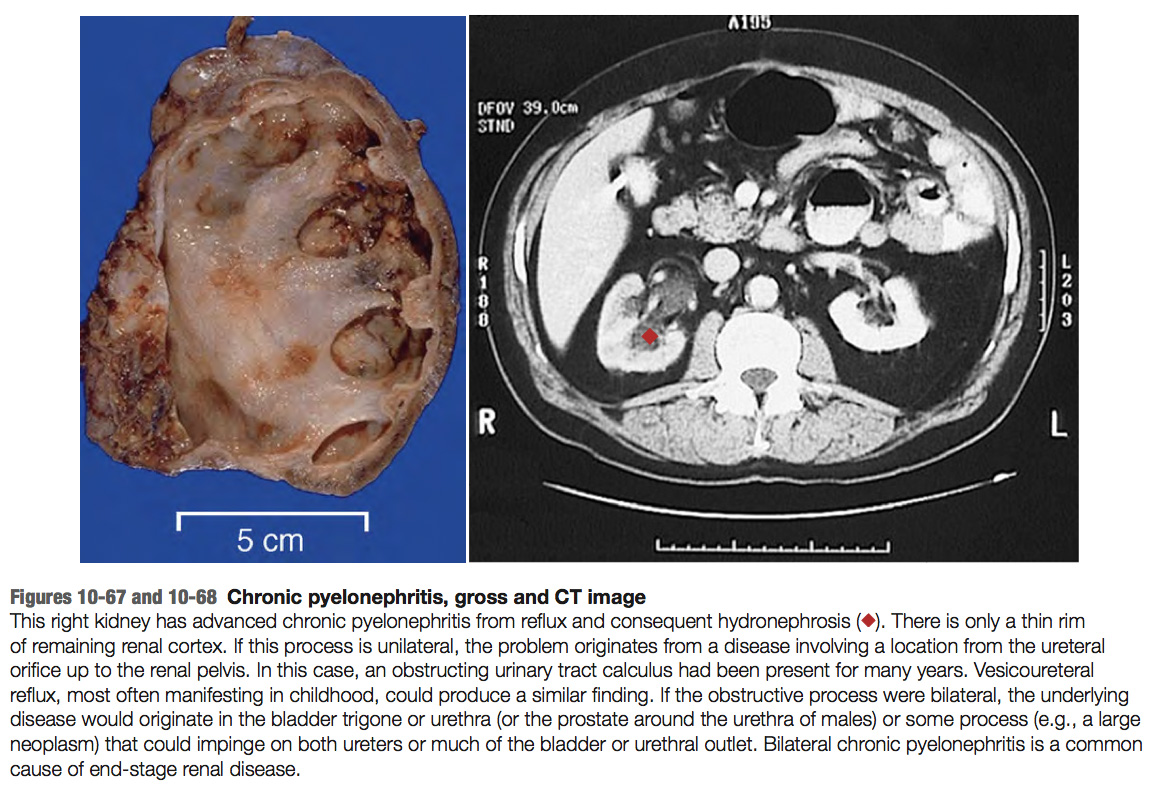 A195
DFOV 39.0cm
STND
R
1
8
8
L
2
0
3
R
L
5 cm
Figures 10-67 and 10-68 Chronic pyelonephritis, gross and CT image
This right kidney has advanced chronic pyelonephritis from reflux and consequent hydronephrosis (◆). There is only a thin rim
of remaining renal cortex. If this process is unilateral, the problem originates from a disease involving a location from the ureteral
orifice up to the renal pelvis. In this case, an obstructing urinary tract calculus had been present for many years. Vesicoureteral
reflux, most often manifesting in childhood, could produce a similar finding. If the obstructive process were bilateral, the underlying
disease would originate in the bladder trigone or urethra (or the prostate around the urethra of males) or some process (e.g., a large
neoplasm) that could impinge on both ureters or much of the bladder or urethral outlet. Bilateral chronic pyelonephritis is a common
cause of end-stage renal disease.